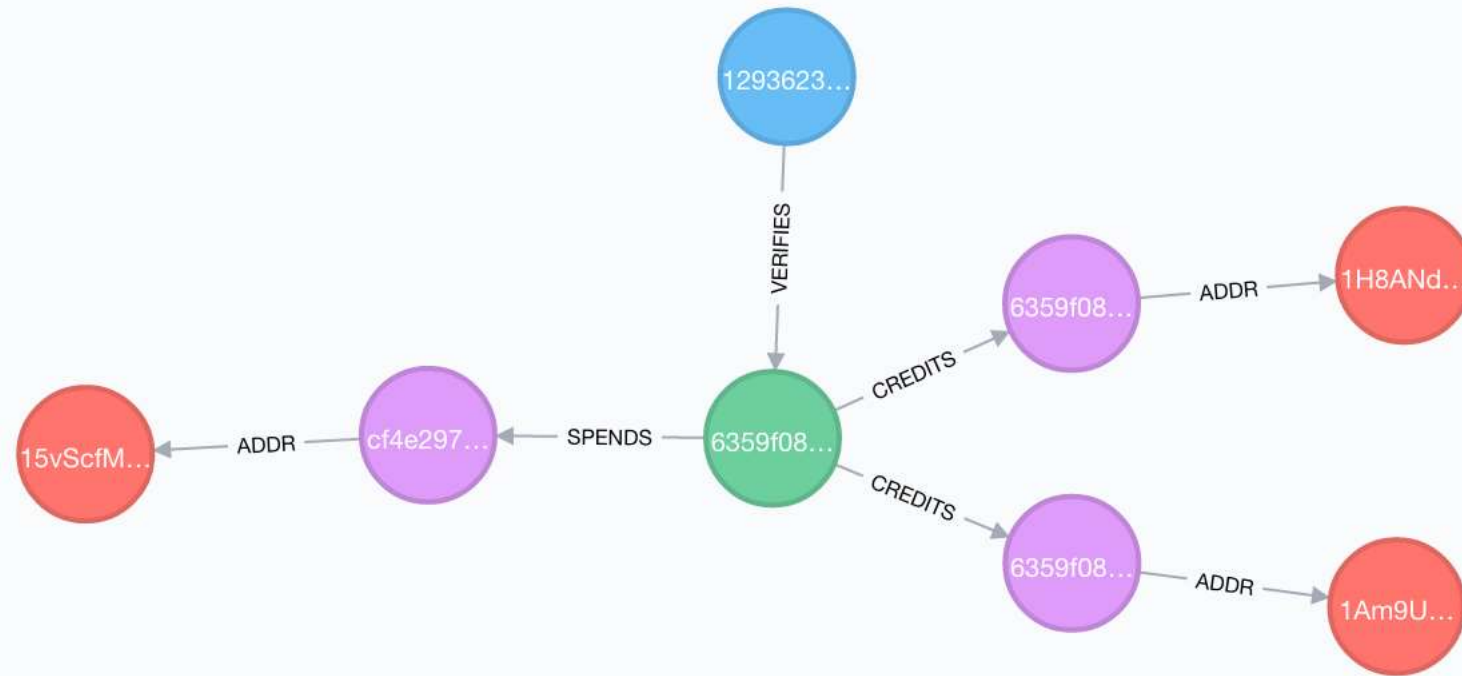 1293623…
VERIFIES
6359f08…
ADDR
1H8ANd…
CREDITS
15vScfM…
ADDR
cf4e297…
SPENDS
6359f08…
CREDITS
6359f08…
ADDR
1Am9U…